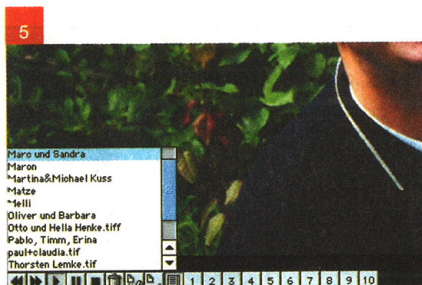 5
Marc und Sandra
Maron
Martina&Michael Kuss
Matze
Melli
Oliver und Barbara
Otto und Hella Henke.tiff
Pablo, Timm, Erina
paul+claudia.tif
Thorsten Lemke.tif
1 2 3 4 5 6 7 8 9 10